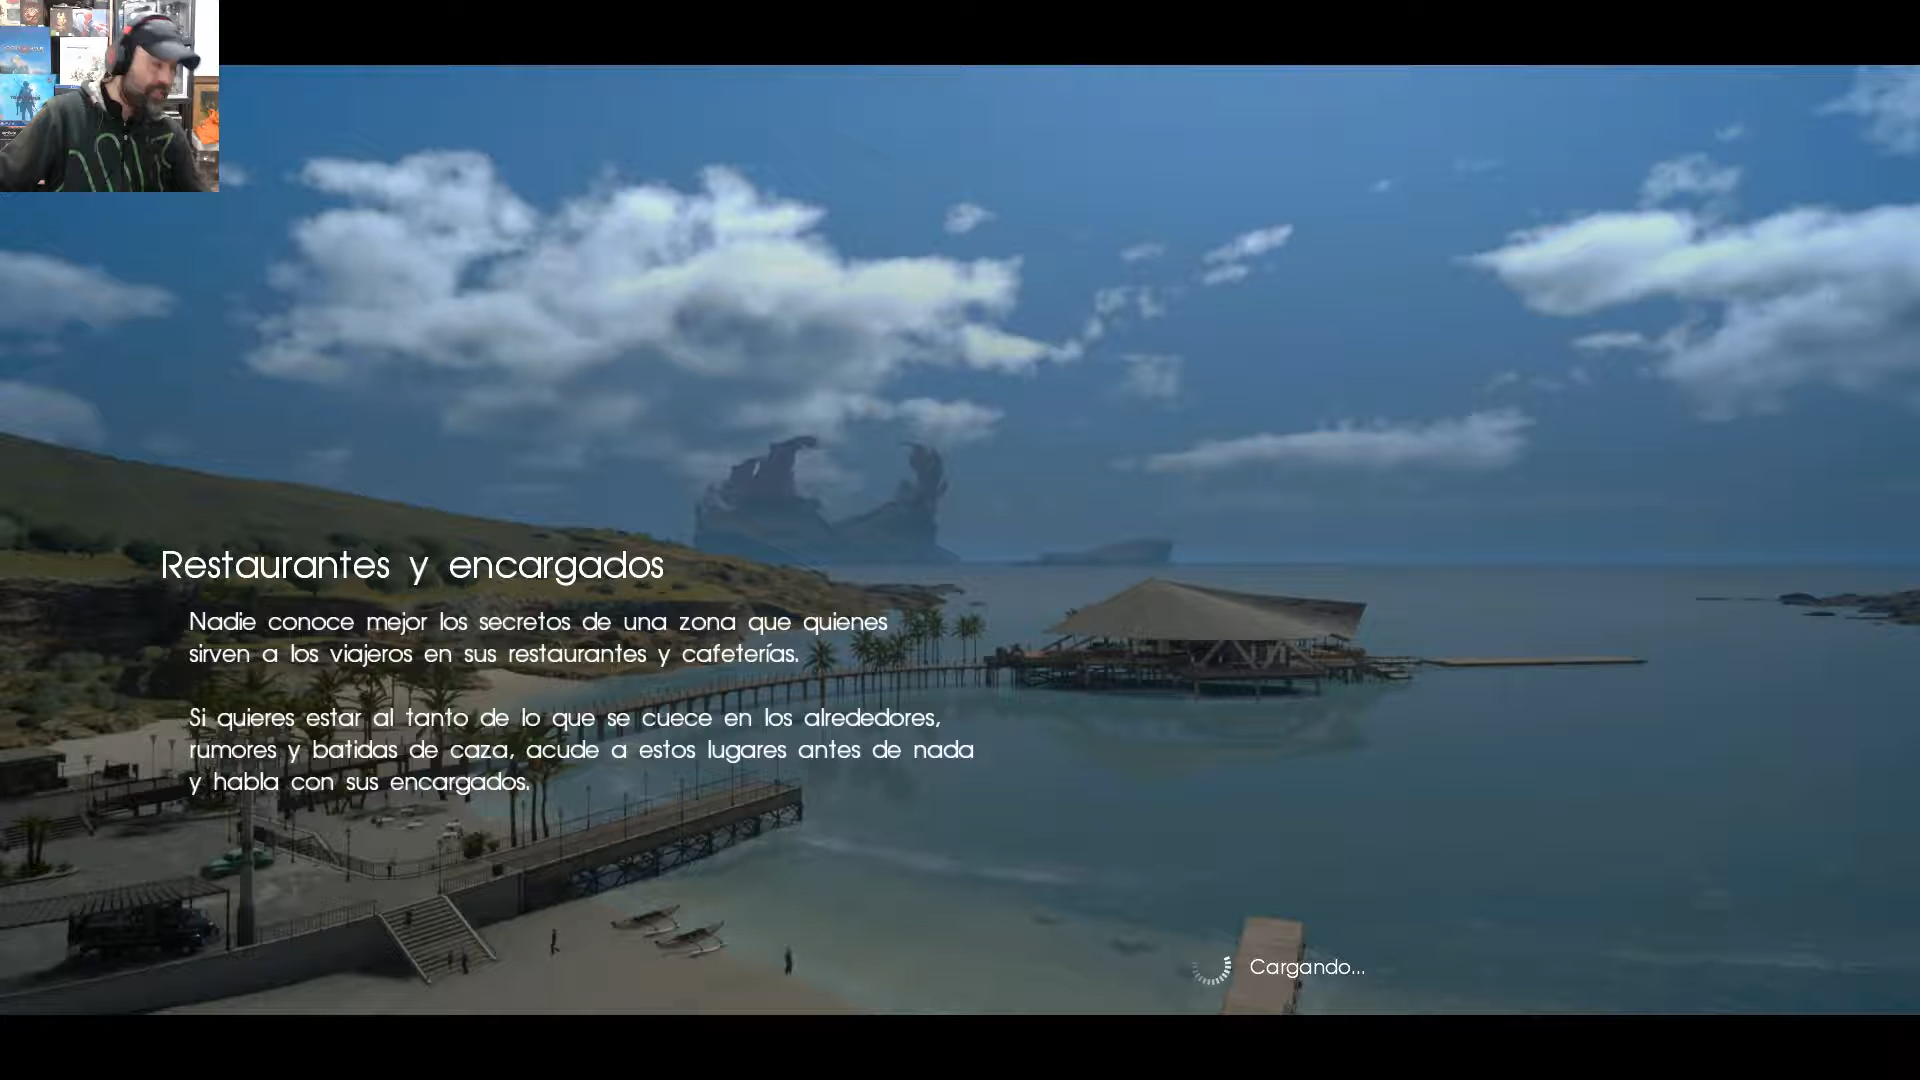 Restaurantes y encargados
Nadie conoce mejor los secretos de una zona que quienes
sirven a los viajeros en sus restaurantes y cafeterías.
Si quieres estar al tanto de lo que se cuece en los alrededores,
rumores y batidas de caza, acude a estos lugares antes de nada
y habla con sus encargados.
Cargando...